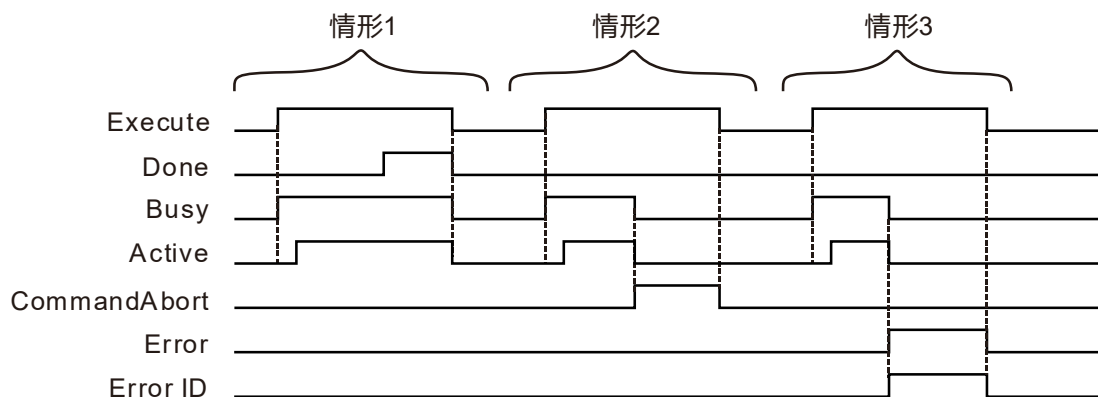 情形1 情形2 情形3
Execute
Done
Busy
Active
CommandAbort
Error
Error ID